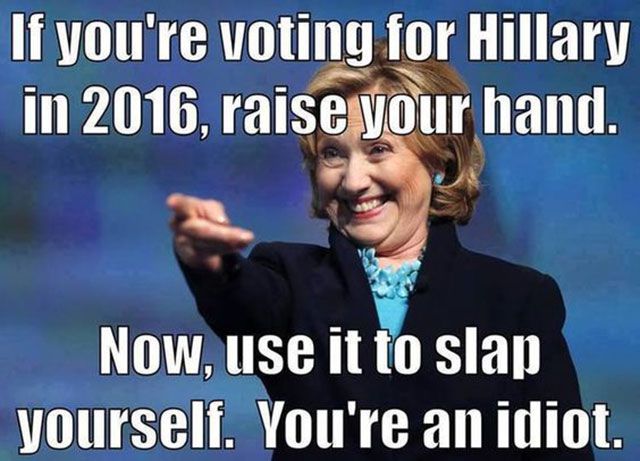 If you're voting for Hillary
in 2016, raise your hand.
Now, use it to slap
yourself.  You're an idiot.